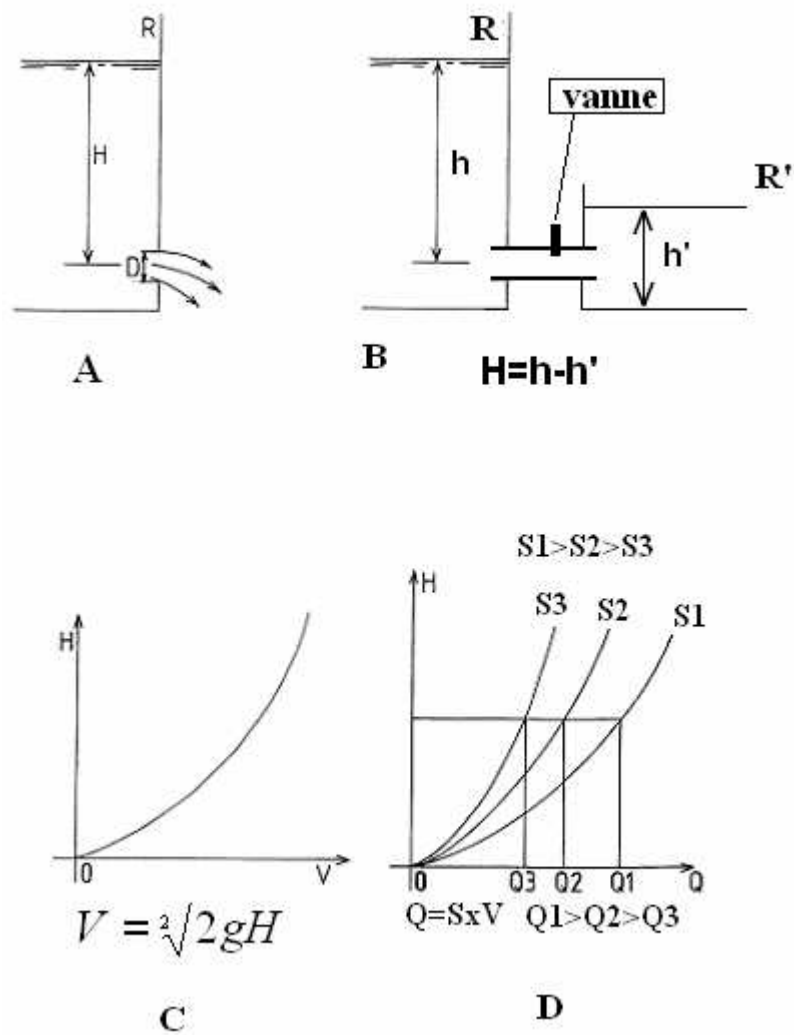 R
H
D
A
R
vanne
h
R'
h'
B
H=h-h'
H
0
V
V = ²√2gH
C
S1>S2>S3
H
S3
S2
S1
0
Q3
Q2
Q1
Q
Q=SxV Q1>Q2>Q3
D